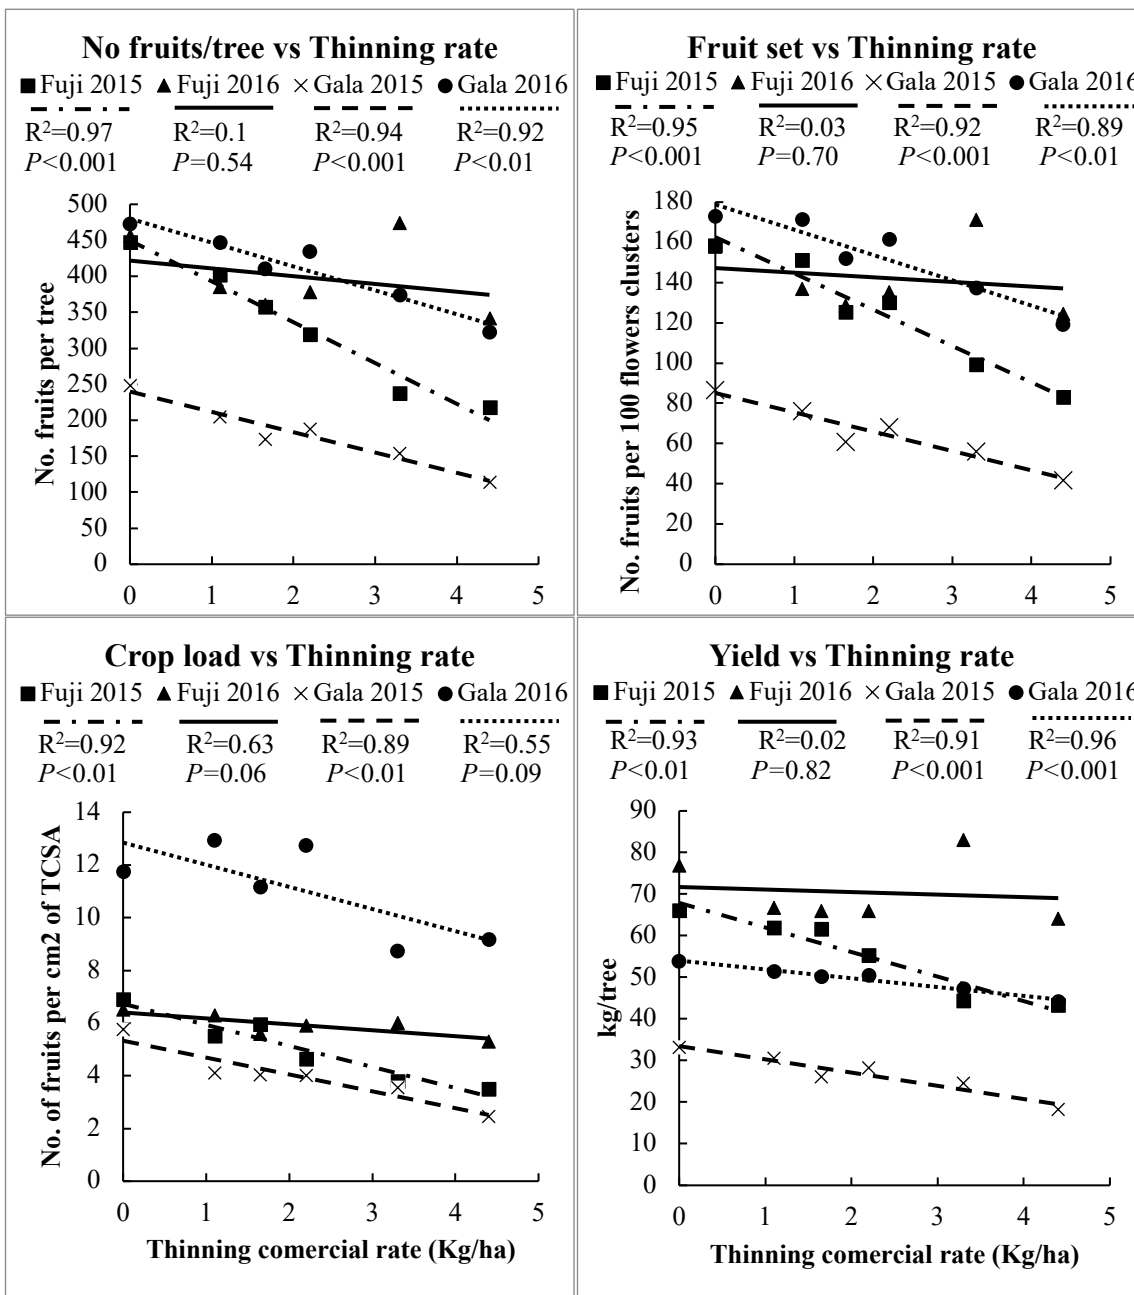 No fruits/tree vs Thinning rate
Fuji 2015 Fuji 2016 Gala 2015 Gala 2016
R²=0.97 R²=0.1 R²=0.94 R²=0.92
P<0.001 P=0.54 P<0.001 P<0.01
No. fruits per tree
500
450
400
350
300
250
200
150
100
50
0
0 1 2 3 4 5
Fruit set vs Thinning rate
Fuji 2015 Fuji 2016 Gala 2015 Gala 2016
R²=0.95 R²=0.03 R²=0.92 R²=0.89
P<0.001 P=0.70 P<0.001 P<0.01
No. fruits per 100 flowers clusters
180
160
140
120
100
80
60
40
20
0
0 1 2 3 4 5
Crop load vs Thinning rate
Fuji 2015 Fuji 2016 Gala 2015 Gala 2016
R²=0.92 R²=0.63 R²=0.89 R²=0.55
P<0.01 P=0.06 P<0.01 P=0.09
No. of fruits per cm2 of TCSA
14
12
10
8
6
4
2
0
0 1 2 3 4 5
Thinning comercial rate (Kg/ha)
Yield vs Thinning rate
Fuji 2015 Fuji 2016 Gala 2015 Gala 2016
R²=0.93 R²=0.02 R²=0.91 R²=0.96
P<0.01 P=0.82 P<0.001 P<0.001
kg/tree
90
80
70
60
50
40
30
20
10
0
0 1 2 3 4 5
Thinning comercial rate (Kg/ha)